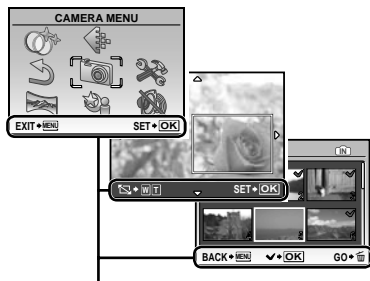 CAMERA MENU
EXIT MENU SET OK
W T SET OK
IN
BACK MENU OK GO